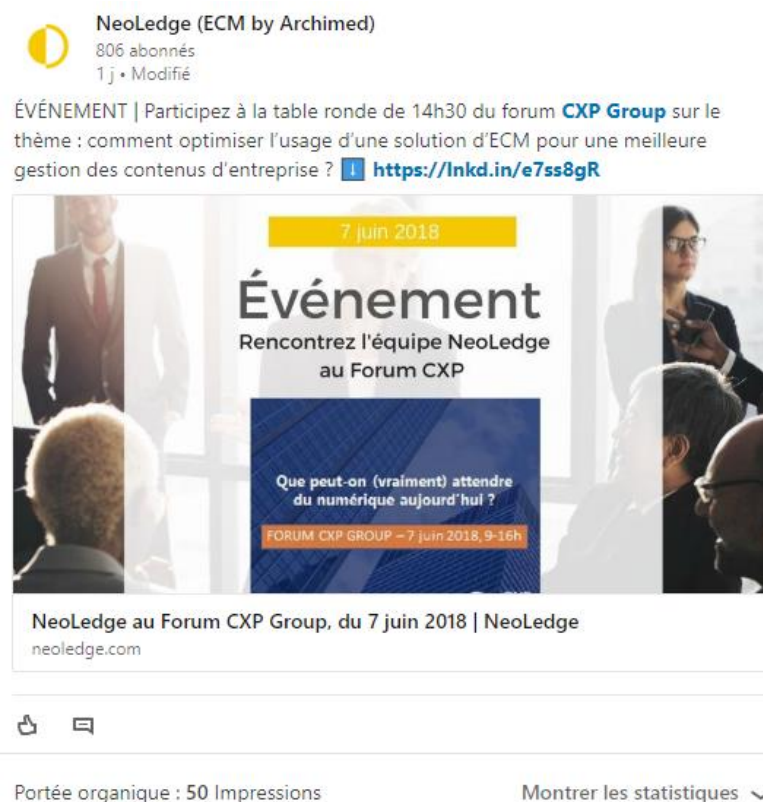 NeoLedge (ECM by Archimed)
806 abonnés
1 j • Modifié
ÉVÉNEMENT | Participez à la table ronde de 14h30 du forum CXP Group sur le
thème : comment optimiser l'usage d'une solution d'ECM pour une meilleure
gestion des contenus d'entreprise ? ⬇ https://lnkd.in/e7ss8gR
7 juin 2018
Événement
Rencontrez l'équipe NeoLedge
au Forum CXP
Que peut-on (vraiment) attendre
du numérique aujourd'hui ?
FORUM CXP GROUP – 7 juin 2018, 9-16h
NeoLedge au Forum CXP Group, du 7 juin 2018 | NeoLedge
neoledge.com
Portée organique : 50 Impressions
Montrer les statistiques